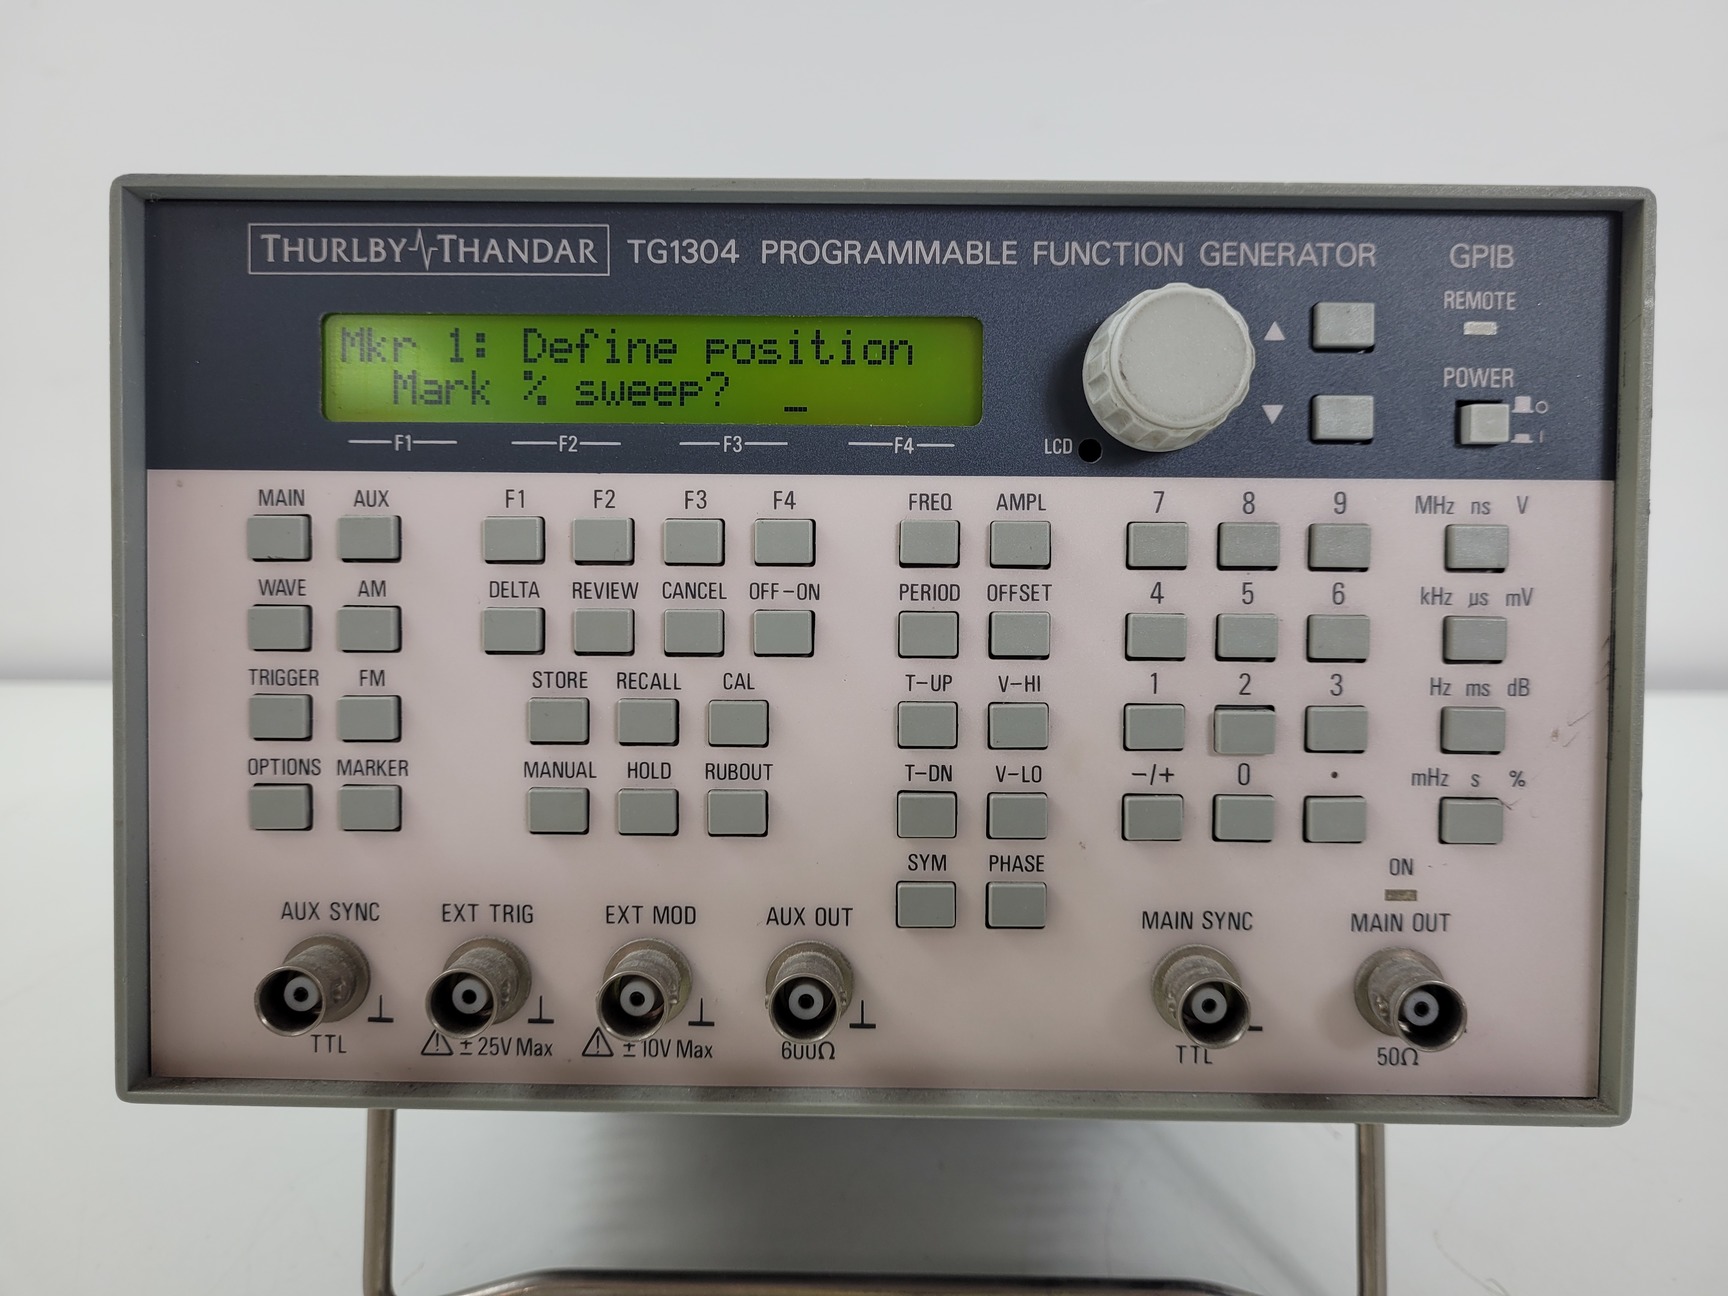 THURLBY THANDAR TG1304 PROGRAMMABLE FUNCTION GENERATOR GPIB
REMOTE
Mkr 1: Define position
Mark % sweep? _
POWER
F1 F2 F3 F4
LCD
MAIN AUX F1 F2 F3 F4 FREQ AMPL 7 8 9 MHz ns V
WAVE AM DELTA REVIEW CANCEL OFF-ON PERIOD OFFSET 4 5 6 kHz µs mV
TRIGGER FM STORE RECALL CAL T-UP V-HI 1 2 3 Hz ms dB
OPTIONS MARKER MANUAL HOLD RUBOUT T-DN V-LO -/+ 0 . mHz s %
SYM PHASE ON
AUX SYNC EXT TRIG EXT MOD AUX OUT MAIN SYNC MAIN OUT
TTL ± 25V Max ± 10V Max 600Ω TTL 50Ω